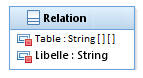 Relation
Table : String [ ] [ ]
Libelle : String